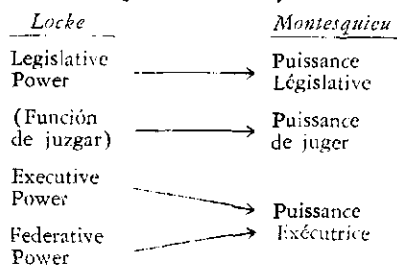 Locke Montesquieu
Legislative Puissance
Power Législative
(Función Puissance
de juzgar) de juger
Executive
Power Puissance
Federative Exécutrice
Power